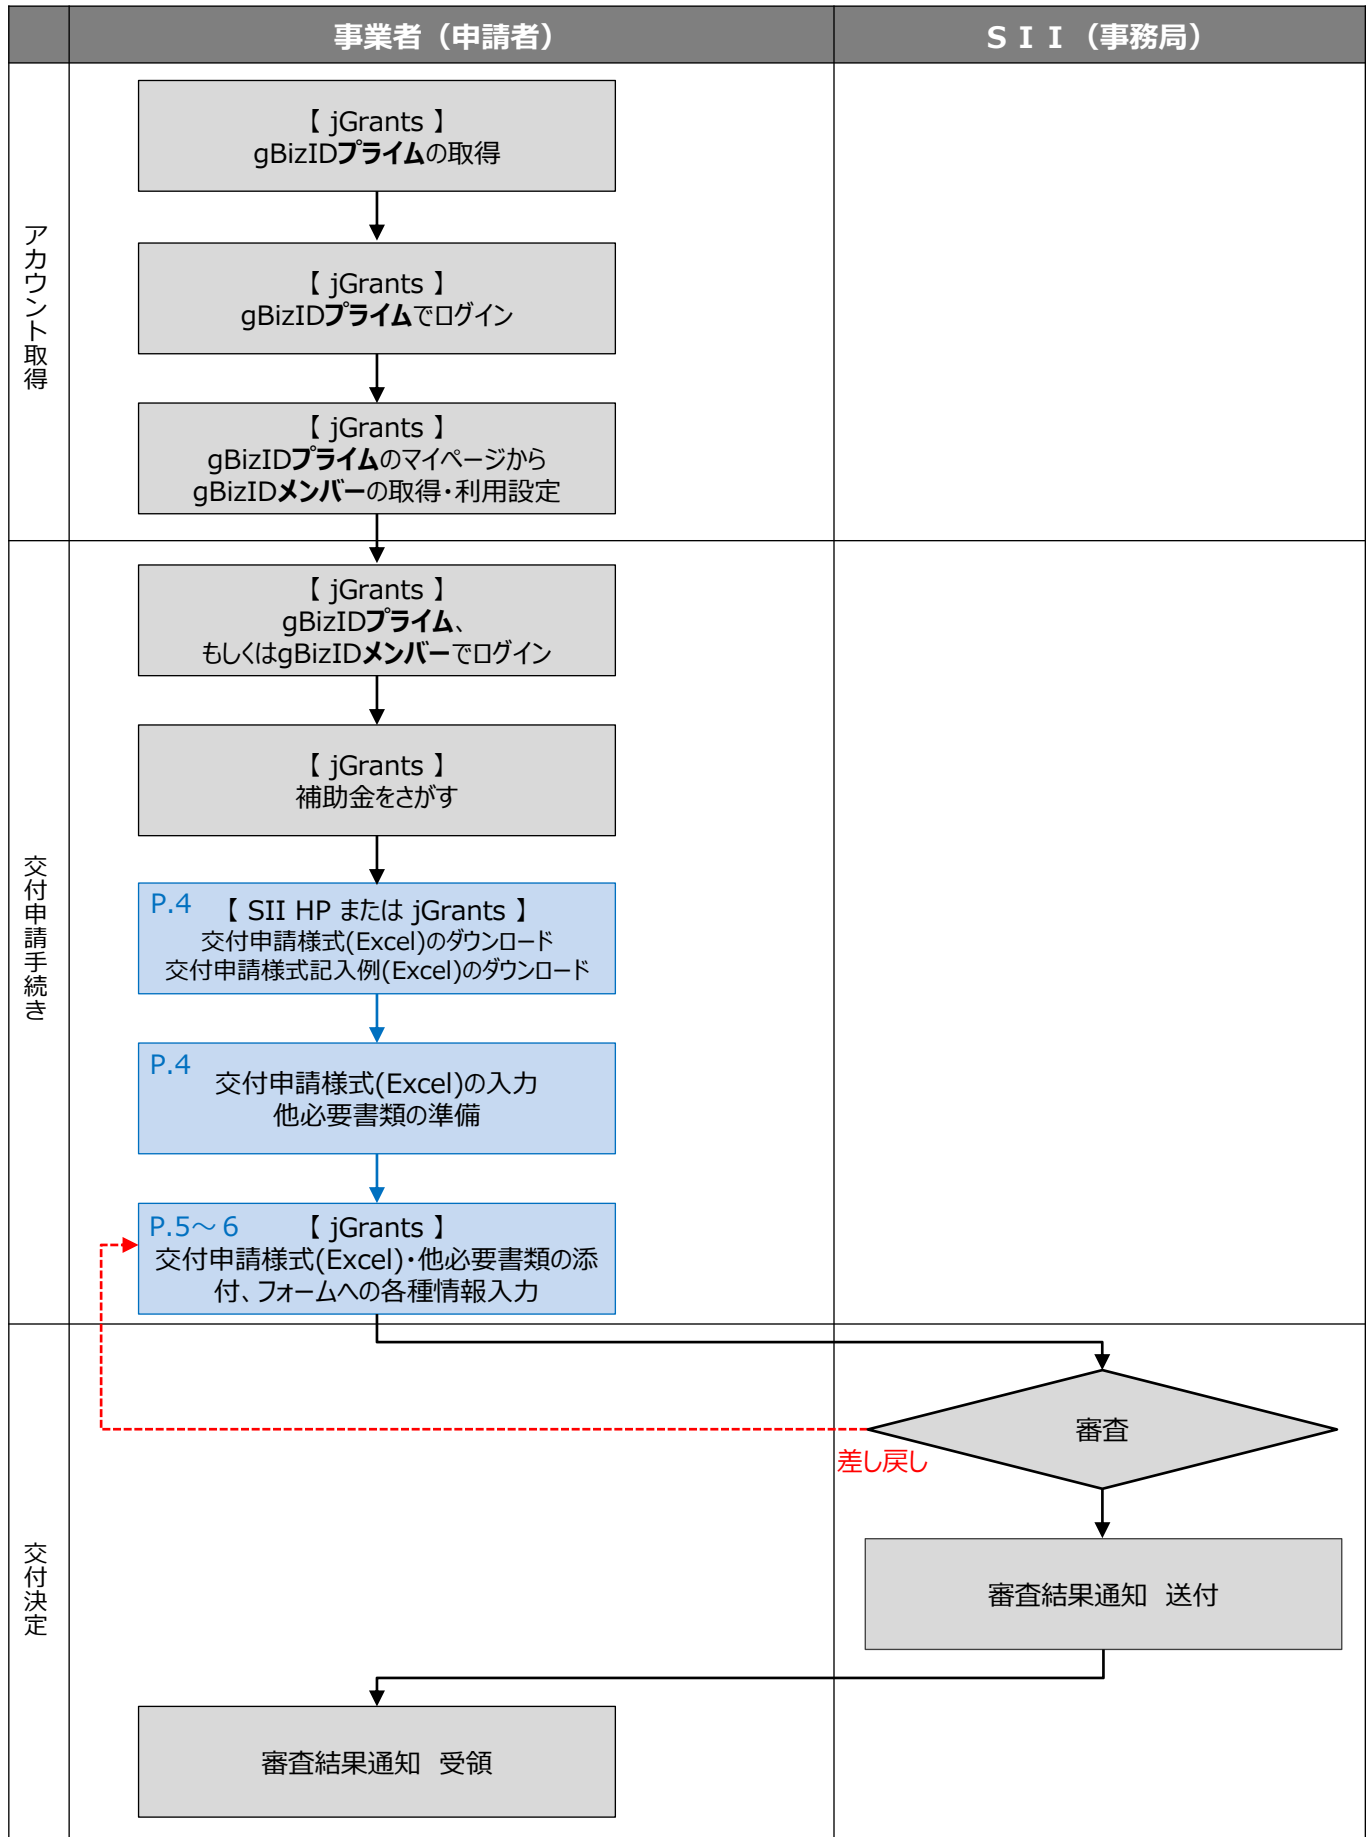 事業者（申請者）
ＳＩＩ（事務局）
アカウント取得
【 jGrants 】
gBizIDプライムの取得
【 jGrants 】
gBizIDプライムでログイン
【 jGrants 】
gBizIDプライムのマイページから
gBizIDメンバーの取得・利用設定
交付申請手続き
【 jGrants 】
gBizIDプライム、
もしくはgBizIDメンバーでログイン
【 jGrants 】
補助金をさがす
P.4 【 SII HP または jGrants 】
交付申請様式(Excel)のダウンロード
交付申請様式記入例(Excel)のダウンロード
P.4
交付申請様式(Excel)の入力
他必要書類の準備
P.5～6 【 jGrants 】
交付申請様式(Excel)・他必要書類の添
付、フォームへの各種情報入力
交付決定
審査
差し戻し
審査結果通知　送付
審査結果通知　受領